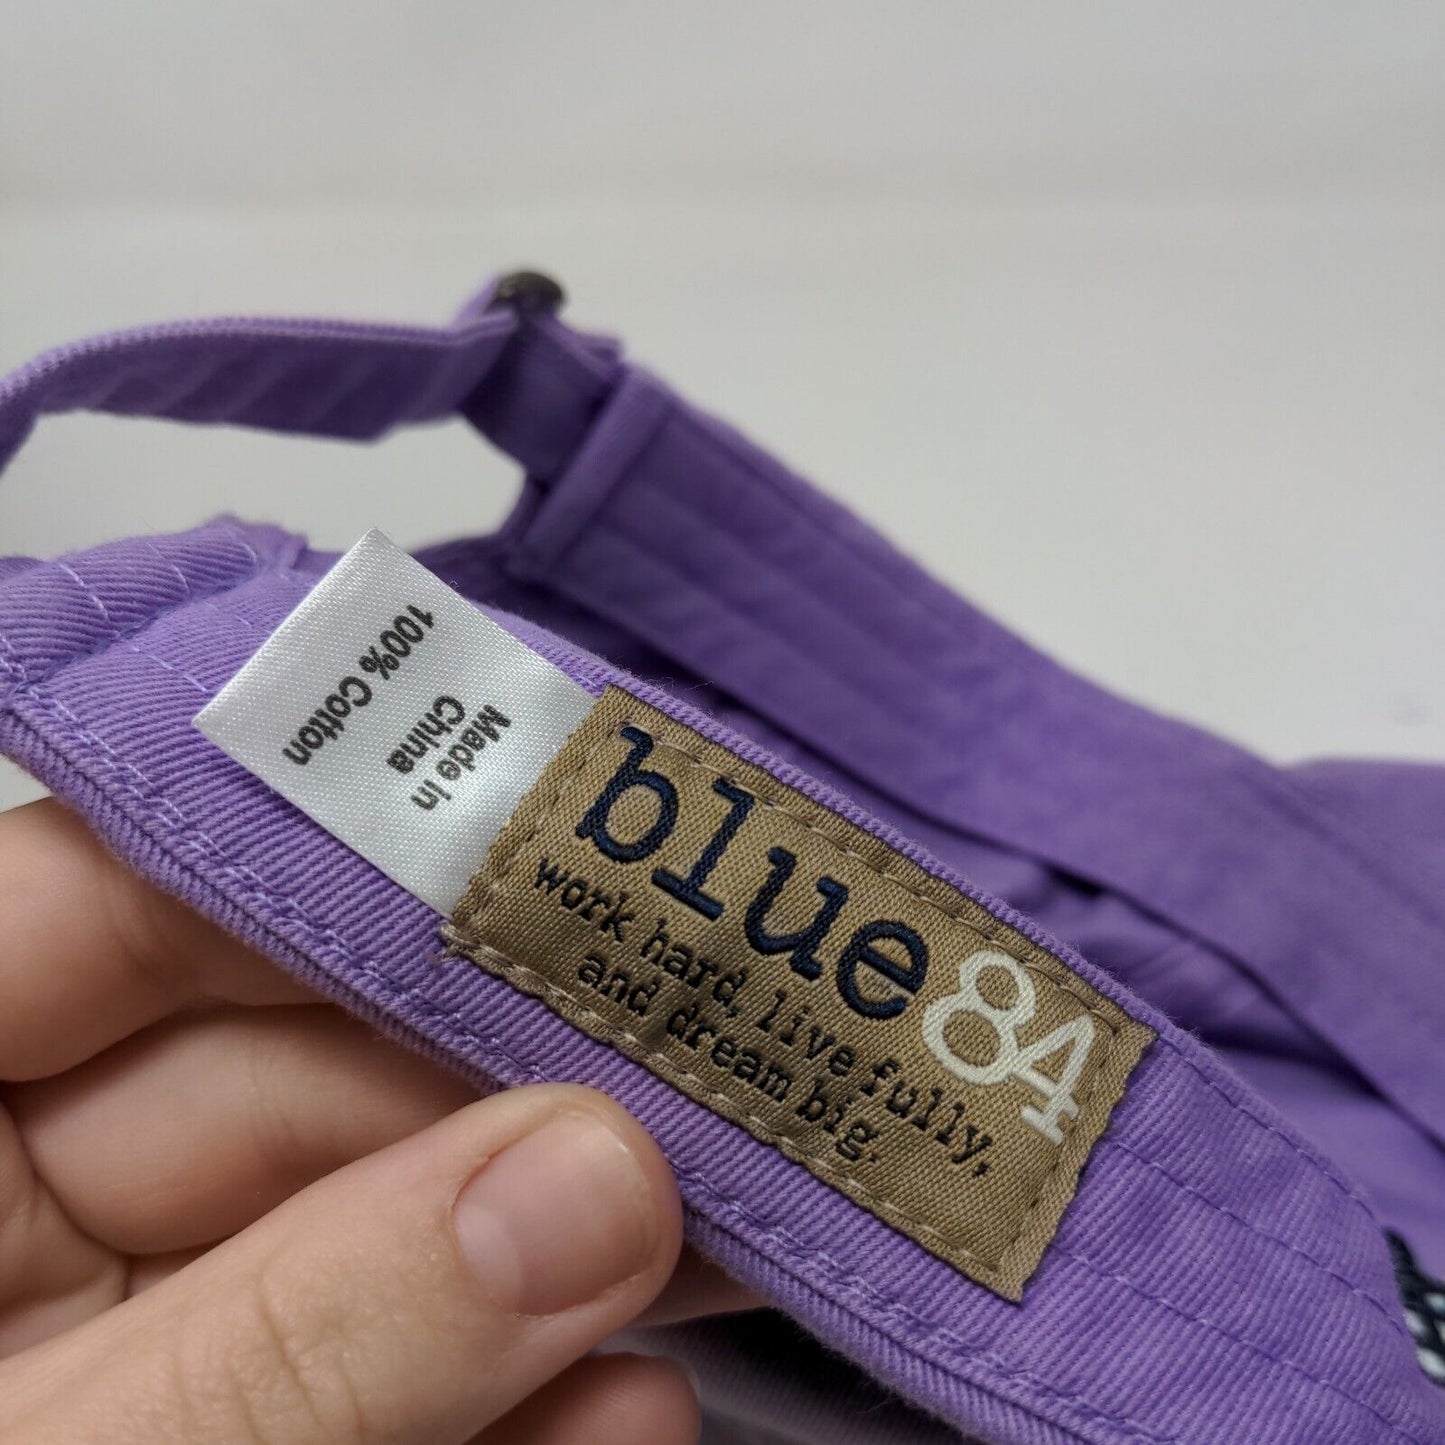 100% Cotton
Made in
China
blue84
work hard, live fully,
and dream big.